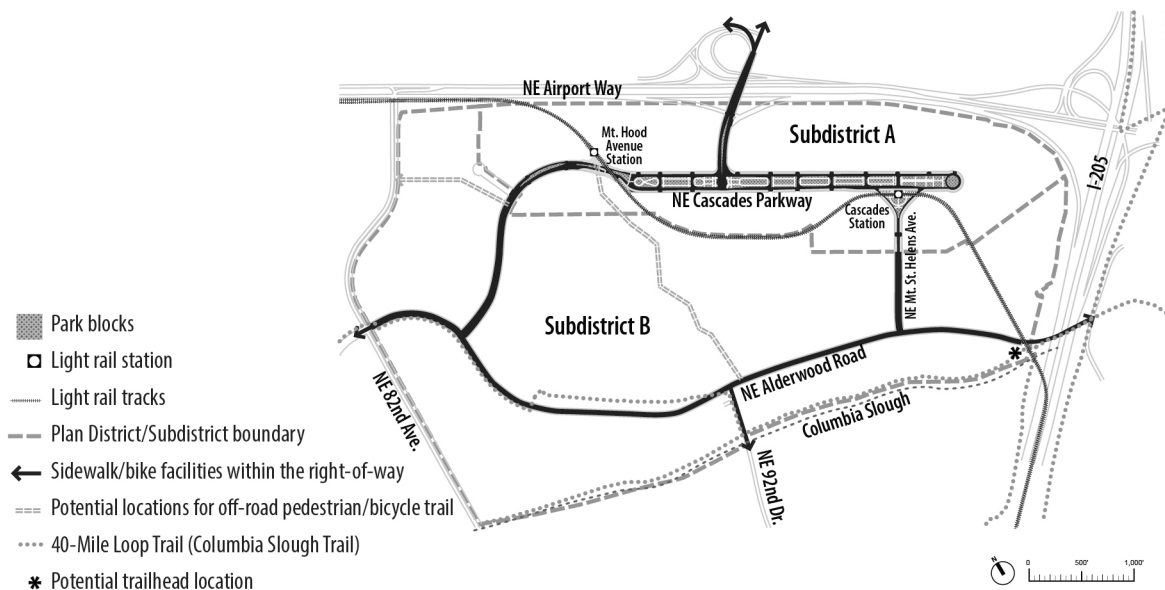 NE Airport Way
Mt. Hood
Avenue
Station
Subdistrict A
I-205
NE Cascades Parkway
Cascades
Station
NE Mt. St. Helens Ave.
Subdistrict B
NE Alderwood Road
Columbia Slough
NE 82nd Ave.
NE 92nd Dr.
Park blocks
Light rail station
Light rail tracks
Plan District/Subdistrict boundary
Sidewalk/bike facilities within the right-of-way
Potential locations for off-road pedestrian/bicycle trail
40-Mile Loop Trail (Columbia Slough Trail)
Potential trailhead location
N
0 500' 1,000'